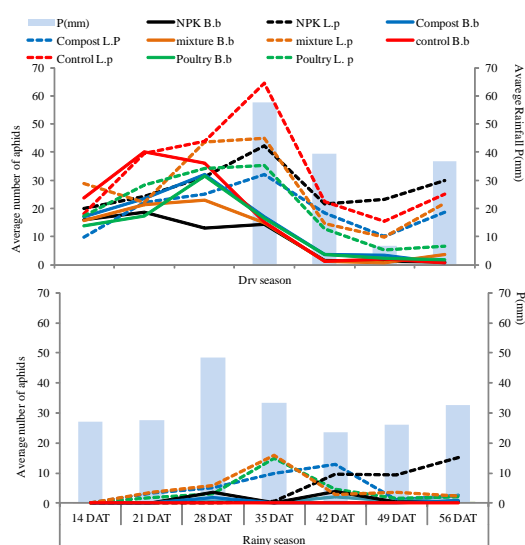 P(mm) NPK B.b NPK L.p Compost B.b
Compost L.P mixture B.b mixture L.p control B.b
Control L.p Poultry B.b Poultry L. p
70 70
60 60
50 50
40 40
30 30
20 20
10 10
0 0
Average number of aphids
Avarege Rainfall P(mm)
Dry season
70 70
60 60
50 50
40 40
30 30
20 20
10 10
0 0
Average nulber of aphids
P(mm)
14 DAT 21 DAT 28 DAT 35 DAT 42 DAT 49 DAT 56 DAT
Rainy season